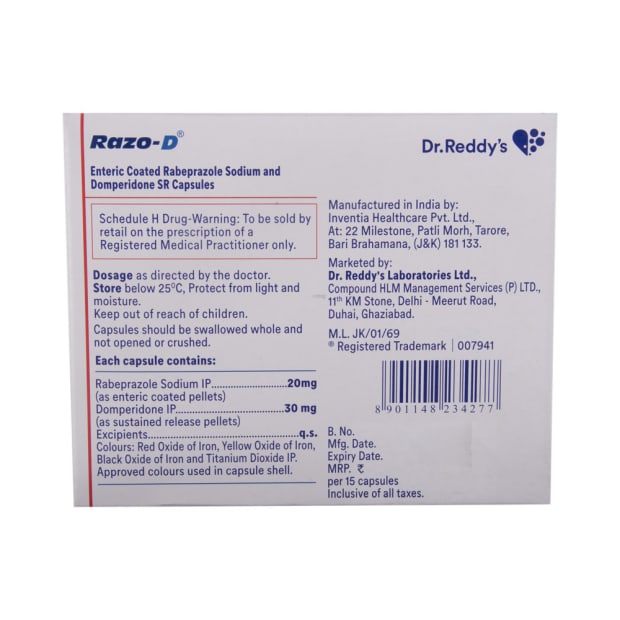 Razo-D®
Dr.Reddy's
Enteric Coated Rabeprazole Sodium and
Domperidone SR Capsules
Schedule H Drug-Warning: To be sold by
retail on the prescription of a
Registered Medical Practitioner only.
Dosage as directed by the doctor.
Store below 25°C, Protect from light and
moisture.
Keep out of reach of children.
Capsules should be swallowed whole and
not opened or crushed.
Each capsule contains:
Rabeprazole Sodium IP..........................20mg
(as enteric coated pellets)
Domperidone IP....................................30 mg
(as sustained release pellets)
Excipients..............................................q.s.
Colours: Red Oxide of Iron, Yellow Oxide of Iron,
Black Oxide of Iron and Titanium Dioxide IP.
Approved colours used in capsule shell.
Manufactured in India by:
Inventia Healthcare Pvt. Ltd.,
At: 22 Milestone, Patli Morh, Tarore,
Bari Brahamana, (J&K) 181 133.
Marketed by:
Dr. Reddy's Laboratories Ltd.,
Compound HLM Management Services (P) LTD.,
11th KM Stone, Delhi - Meerut Road,
Duhai, Ghaziabad.
M.L. JK/01/69
® Registered Trademark | 007941
8 901148 234277
B. No.
Mfg. Date.
Expiry Date.
MRP. ₹
per 15 capsules
Inclusive of all taxes.